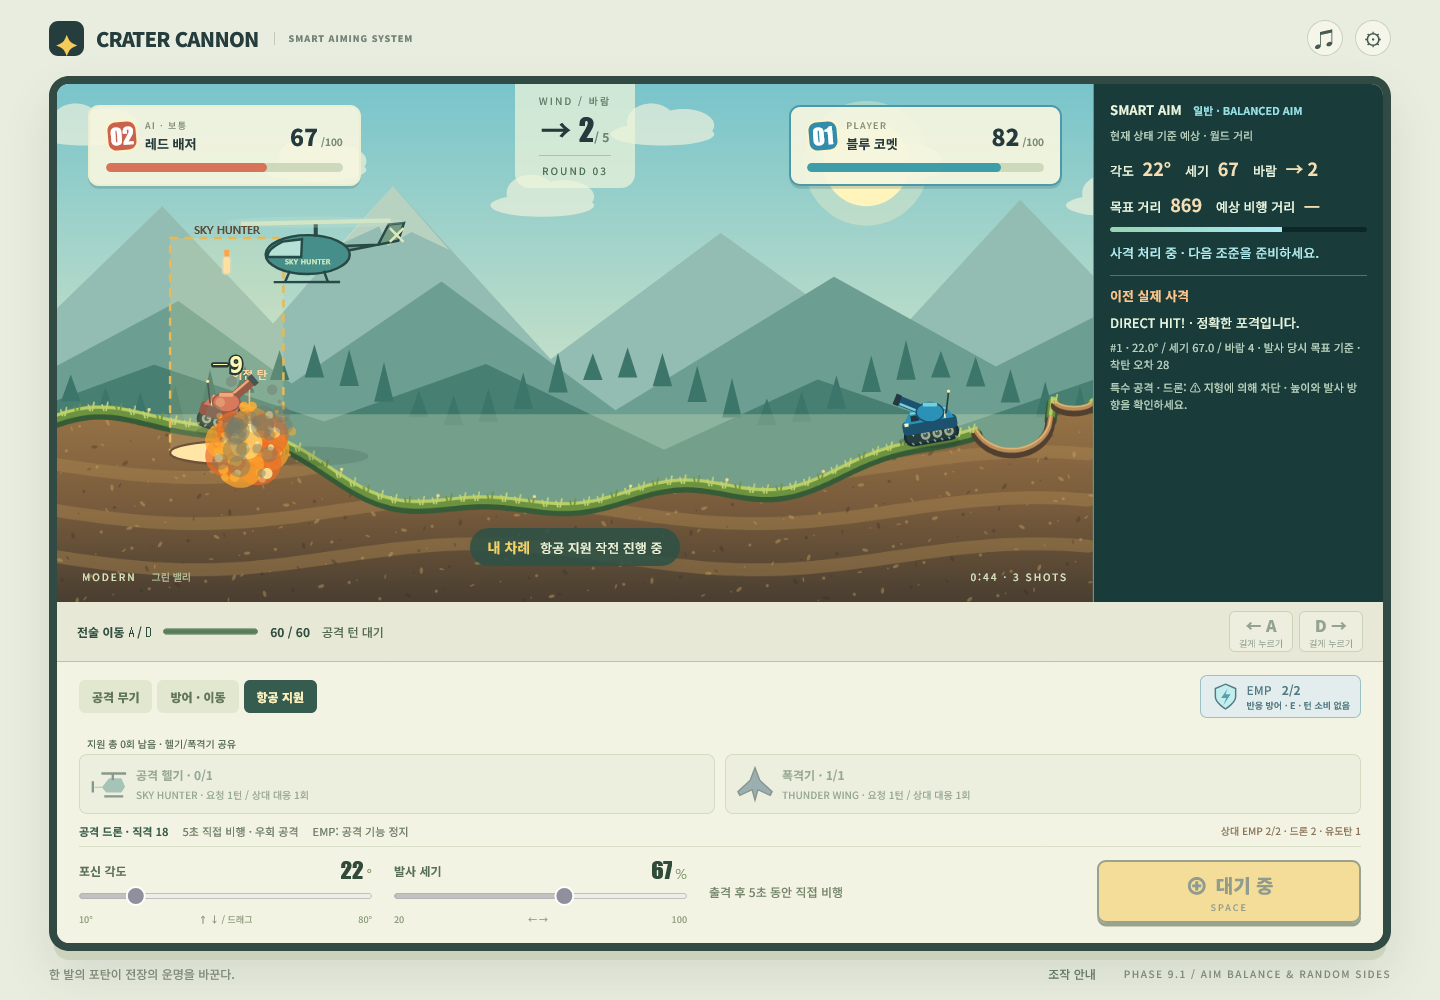 CRATER CANNON
SMART AIMING SYSTEM
02
AI · 보통
레드 배저
67 /100
WIND / 바람
→ 2 / 5
ROUND 03
01
PLAYER
블루 코멧
82 /100
SKY HUNTER
SKY HUNTER
−9
탄
내 차례 항공 지원 작전 진행 중
MODERN 그린 밸리
0:44 · 3 SHOTS
SMART AIM 일반 · BALANCED AIM
현재 상태 기준 예상 · 월드 거리
각도 22° 세기 67 바람 → 2
목표 거리 869 예상 비행 거리 —
사격 처리 중 · 다음 조준을 준비하세요.
이전 실제 사격
DIRECT HIT! · 정확한 포격입니다.
#1 · 22.0° / 세기 67.0 / 바람 4 · 발사 당시 목표 기준 ·
착탄 오차 28
특수 공격 · 드론: ⚠ 지형에 의해 차단 · 높이와 발사 방
향을 확인하세요.
전술 이동 A / D 60 / 60 공격 턴 대기
← A
길게 누르기
D →
길게 누르기
공격 무기
방어 · 이동
항공 지원
EMP 2/2
반응 방어 · E · 턴 소비 없음
지원 총 0회 남음 · 헬기/폭격기 공유
공격 헬기 · 0/1
SKY HUNTER · 요청 1턴 / 상대 대응 1회
폭격기 · 1/1
THUNDER WING · 요청 1턴 / 상대 대응 1회
공격 드론 · 직격 18 5초 직접 비행 · 우회 공격 EMP: 공격 기능 정지
상대 EMP 2/2 · 드론 2 · 유도탄 1
포신 각도 22 °
10° ↑ ↓ / 드래그 80°
발사 세기 67 %
20 ←→ 100
출격 후 5초 동안 직접 비행
대기 중
SPACE
한 발의 포탄이 전장의 운명을 바꾼다.
조작 안내
PHASE 9.1 / AIM BALANCE & RANDOM SIDES